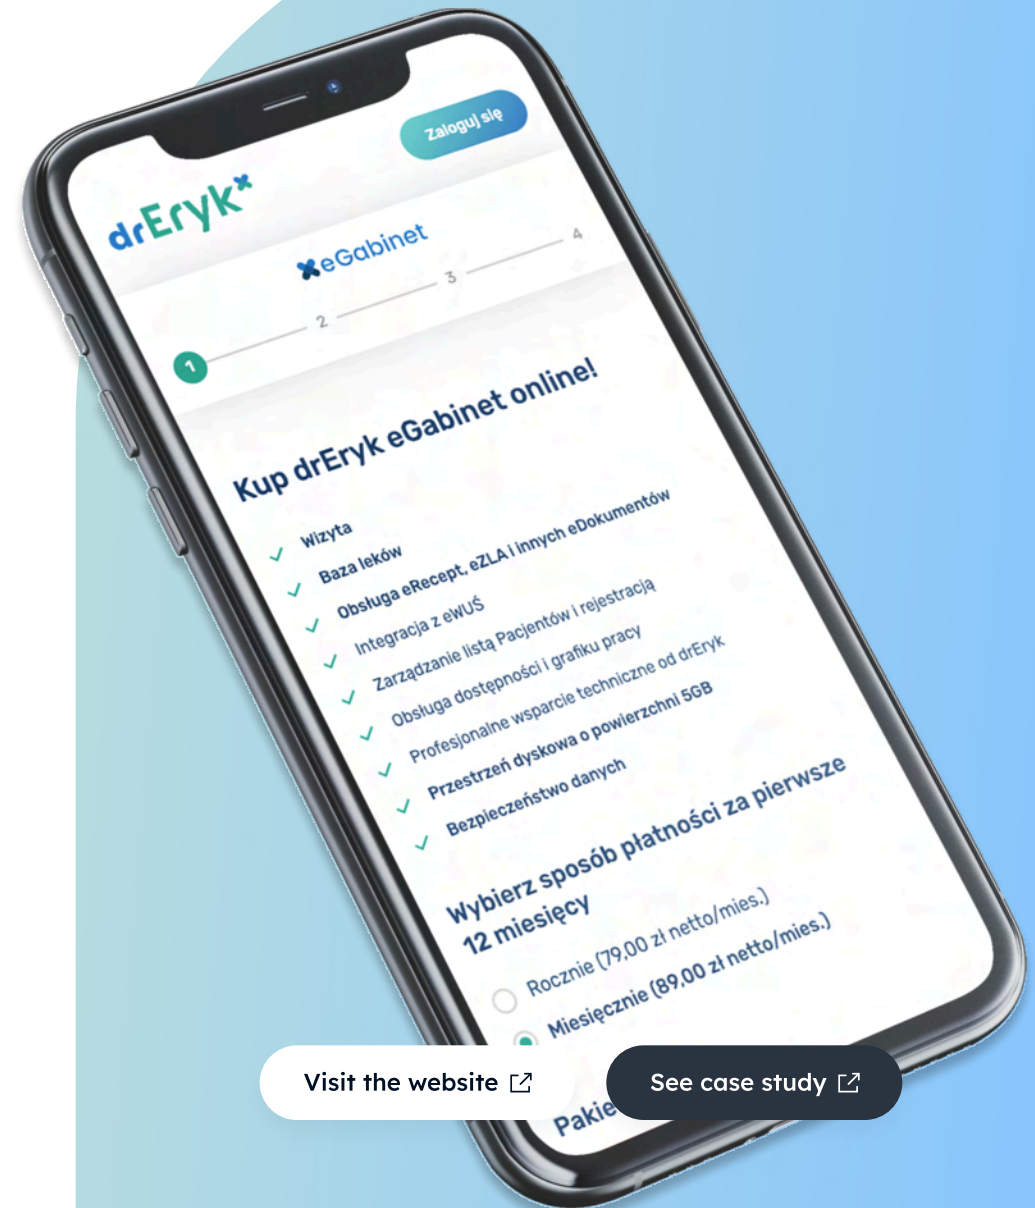 Zaloguj się
drEryk
eGabinet
1 2 3 4
Kup drEryk eGabinet online!
Wizyta
Baza leków
Obsługa eRecept, eZLA i innych eDokumentów
Integracja z eWUŚ
Zarządzanie listą Pacjentów i rejestracją
Obsługa dostępności i grafiku pracy
Profesjonalne wsparcie techniczne od drEryk
Przestrzeń dyskowa o powierzchni 5GB
Bezpieczeństwo danych
Wybierz sposób płatności za pierwsze
12 miesięcy
Rocznie (79,00 zł netto/mies.)
Miesięcznie (89,00 zł netto/mies.)
Visit the website
See case study